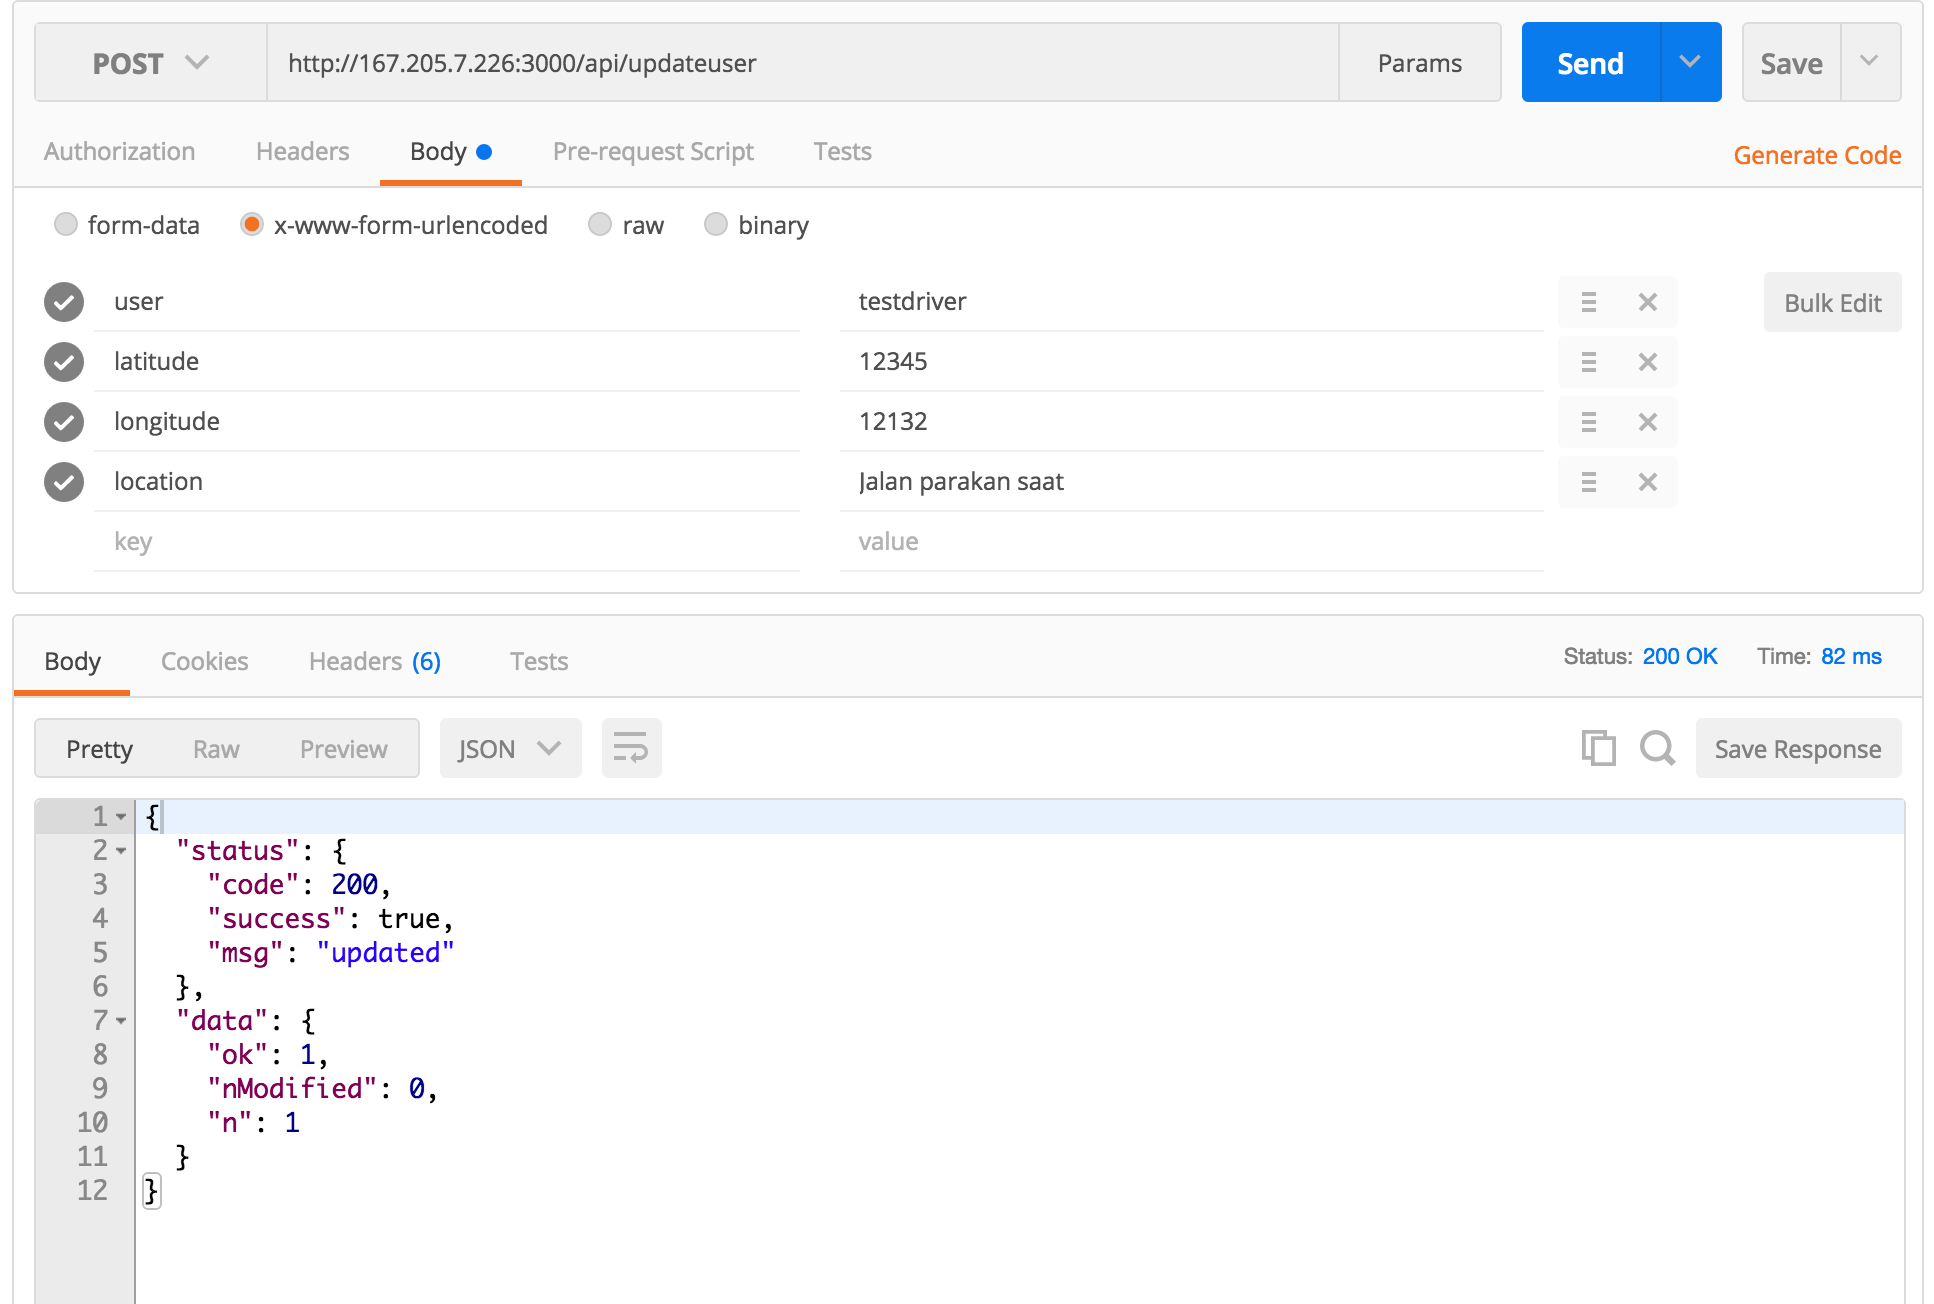 POST http://167.205.7.226:3000/api/updateuser Params Send Save
Authorization Headers Body Pre-request Script Tests Generate Code
form-data x-www-form-urlencoded raw binary
user testdriver Bulk Edit
latitude 12345
longitude 12132
location Jalan parakan saat
key value
Body Cookies Headers (6) Tests Status: 200 OK Time: 82 ms
Pretty Raw Preview JSON Save Response
1 {
2 "status": {
3 "code": 200,
4 "success": true,
5 "msg": "updated"
6 },
7 "data": {
8 "ok": 1,
9 "nModified": 0,
10 "n": 1
11 }
12 }